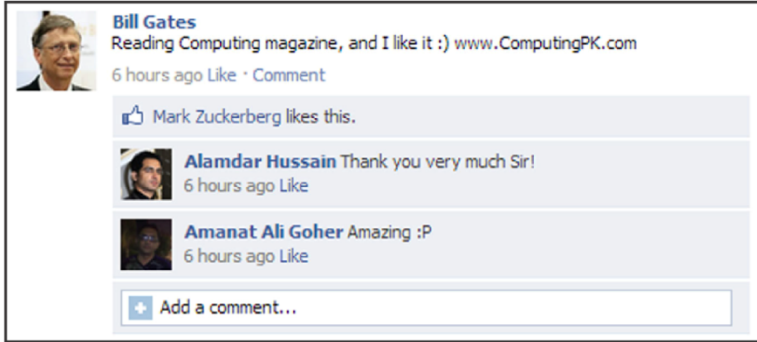 Bill Gates
Reading Computing magazine, and I like it :) www.ComputingPK.com
6 hours ago Like · Comment
Mark Zuckerberg likes this.
Alamdar Hussain Thank you very much Sir!
6 hours ago Like
Amanat Ali Goher Amazing :P
6 hours ago Like
Add a comment...